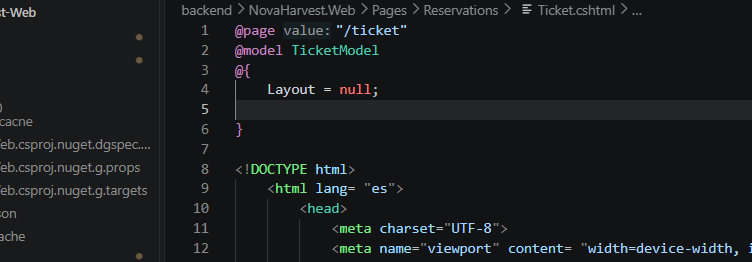 st-Web
cache
eb.csproj.nuget.dgspec....
eb.csproj.nuget.g.props
eb.csproj.nuget.g.targets
son
ache
backend > NovaHarvest.Web > Pages > Reservations > Ticket.cshtml > ...
1 @page value:"/ticket"
2 @model TicketModel
3 @{
4 Layout = null;
5
6 }
7
8 <!DOCTYPE html>
9 <html lang= "es">
10 <head>
11 <meta charset="UTF-8">
12 <meta name="viewport" content= "width=device-width, i